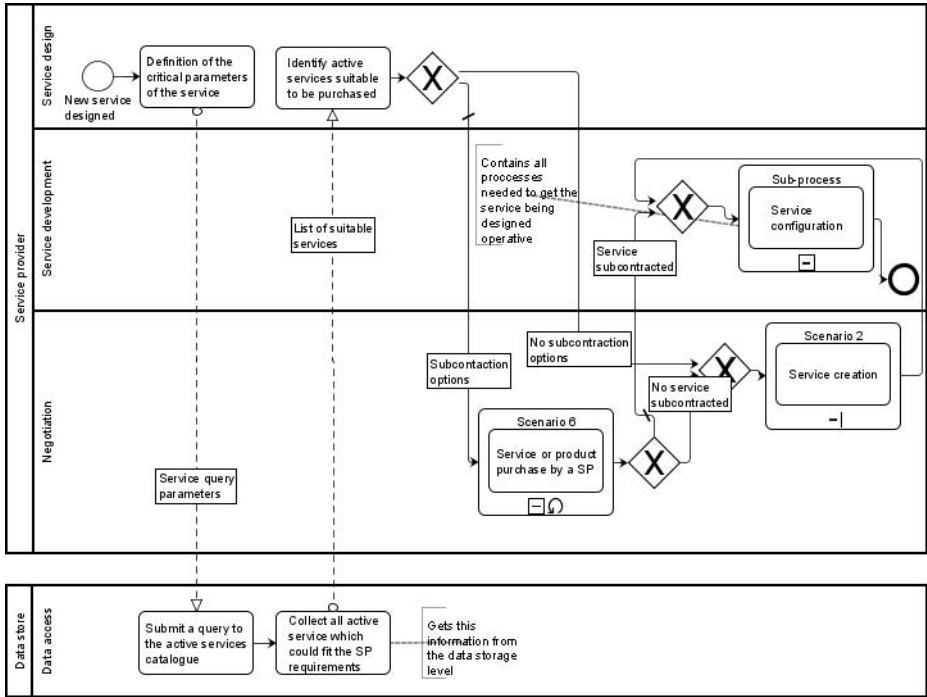 Service provider
Service design
New service
designed
Definition of the
critical parameters
of the service
Identify active
services suitable
to be purchased
X
Service development
List of suitable
services
Contains all
proccesses
needed to get the
service being
designed
operative
X
Service
subcontracted
Sub-process
Service
configuration
Negotiation
Subcontaction
options
No subcontraction
options
X
No service
subcontracted
Scenario 2
Service creation
Scenario 6
Service or product
purchase by a SP
X
Service query
parameters
Data store
Data access
Submit a query to
the active services
catalogue
Collect all active
service which
could fit the SP
requirements
Gets this
information from
the data storage
level